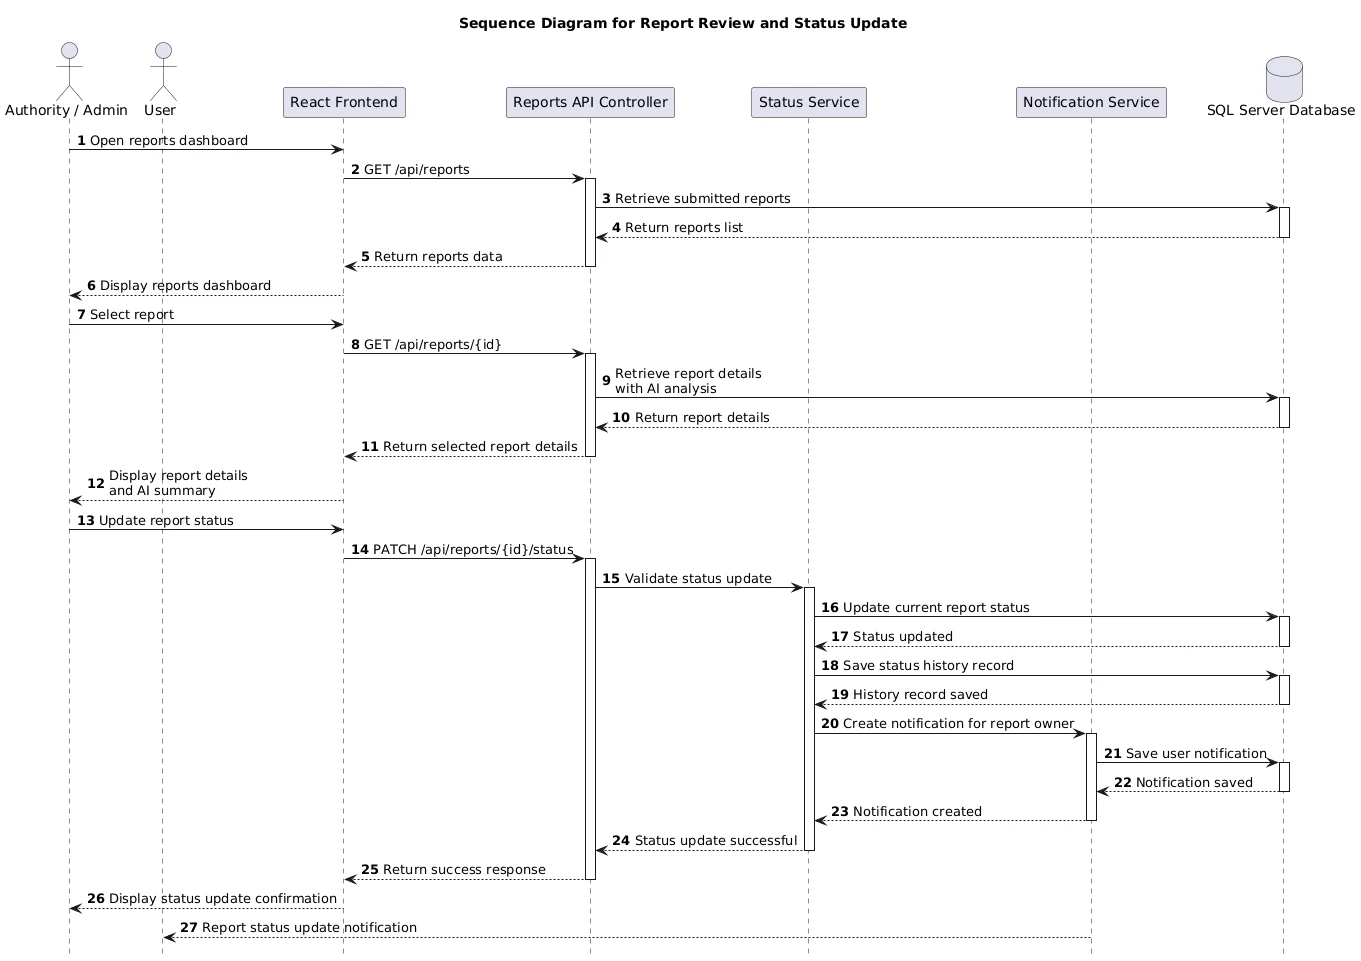 Sequence Diagram for Report Review and Status Update
Authority / Admin
User
React Frontend
Reports API Controller
Status Service
Notification Service
SQL Server Database
1 Open reports dashboard
2 GET /api/reports
3 Retrieve submitted reports
4 Return reports list
5 Return reports data
6 Display reports dashboard
7 Select report
8 GET /api/reports/{id}
9 Retrieve report details
with AI analysis
10 Return report details
11 Return selected report details
12 Display report details
and AI summary
13 Update report status
14 PATCH /api/reports/{id}/status
15 Validate status update
16 Update current report status
17 Status updated
18 Save status history record
19 History record saved
20 Create notification for report owner
21 Save user notification
22 Notification saved
23 Notification created
24 Status update successful
25 Return success response
26 Display status update confirmation
27 Report status update notification